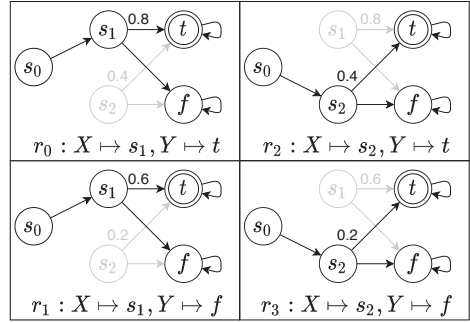 s₁ 0.8 t
s₀
0.4
s₂ f
r₀ : X ↦ s₁, Y ↦ t
s₁ 0.8 t
s₀
0.4
s₂ f
r₂ : X ↦ s₂, Y ↦ t
s₁ 0.6 t
s₀
0.2
s₂ f
r₁ : X ↦ s₁, Y ↦ f
s₁ 0.6 t
s₀
0.2
s₂ f
r₃ : X ↦ s₂, Y ↦ f